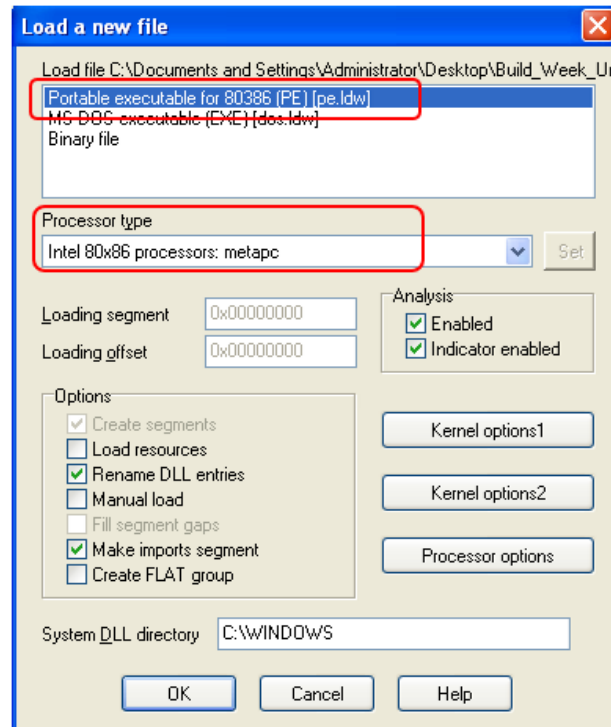 Load a new file
Load file C:\Documents and Settings\Administrator\Desktop\Build_Week_Un
Portable executable for 80386 (PE) [pe.ldw]
MS DOS executable (EXE) [dos.ldw]
Binary file
Processor type
Intel 80x86 processors: metapc
Set
Loading segment
0x00000000
Loading offset
0x00000000
Analysis
Enabled
Indicator enabled
Options
Create segments
Load resources
Rename DLL entries
Manual load
Fill segment gaps
Make imports segment
Create FLAT group
Kernel options1
Kernel options2
Processor options
System DLL directory
C:\WINDOWS
OK
Cancel
Help